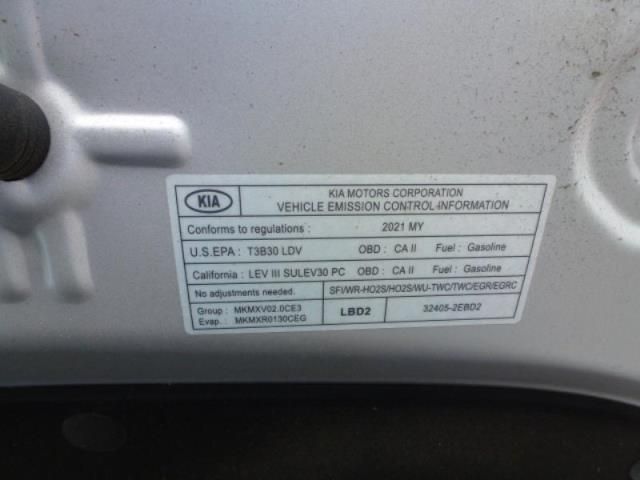 KIA
KIA MOTORS CORPORATION
VEHICLE EMISSION CONTROL INFORMATION
Conforms to regulations : 2021 MY
U.S.EPA : T3B30 LDV OBD : CA II Fuel : Gasoline
California : LEV III SULEV30 PC OBD : CA II Fuel : Gasoline
No adjustments needed. SFI/WR-HO2S/HO2S/WU-TWC/TWC/EGR/EGRC
Group : MKMXV02.0CE3
Evap. : MKMXR0130CEG
LBD2
32405-2EBD2